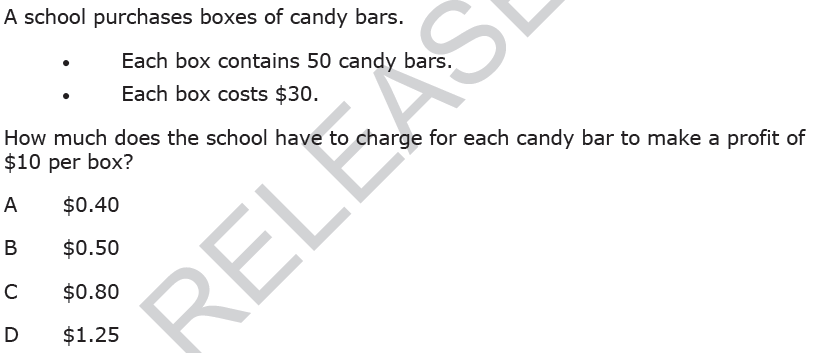 A school purchases boxes of candy bars.
• Each box contains 50 candy bars.
• Each box costs $30.
How much does the school have to charge for each candy bar to make a profit of
$10 per box?
A $0.40
B $0.50
C $0.80
D $1.25
RELEASE